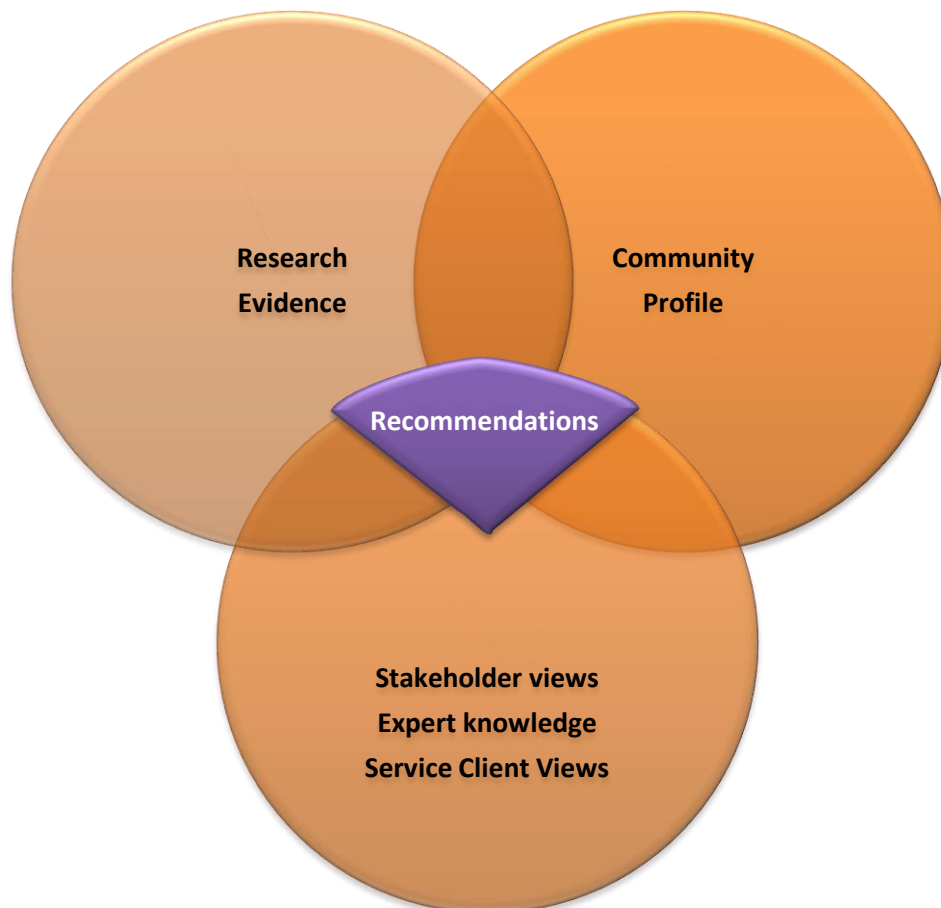 Research
Evidence
Community
Profile
Recommendations
Stakeholder views
Expert knowledge
Service Client Views